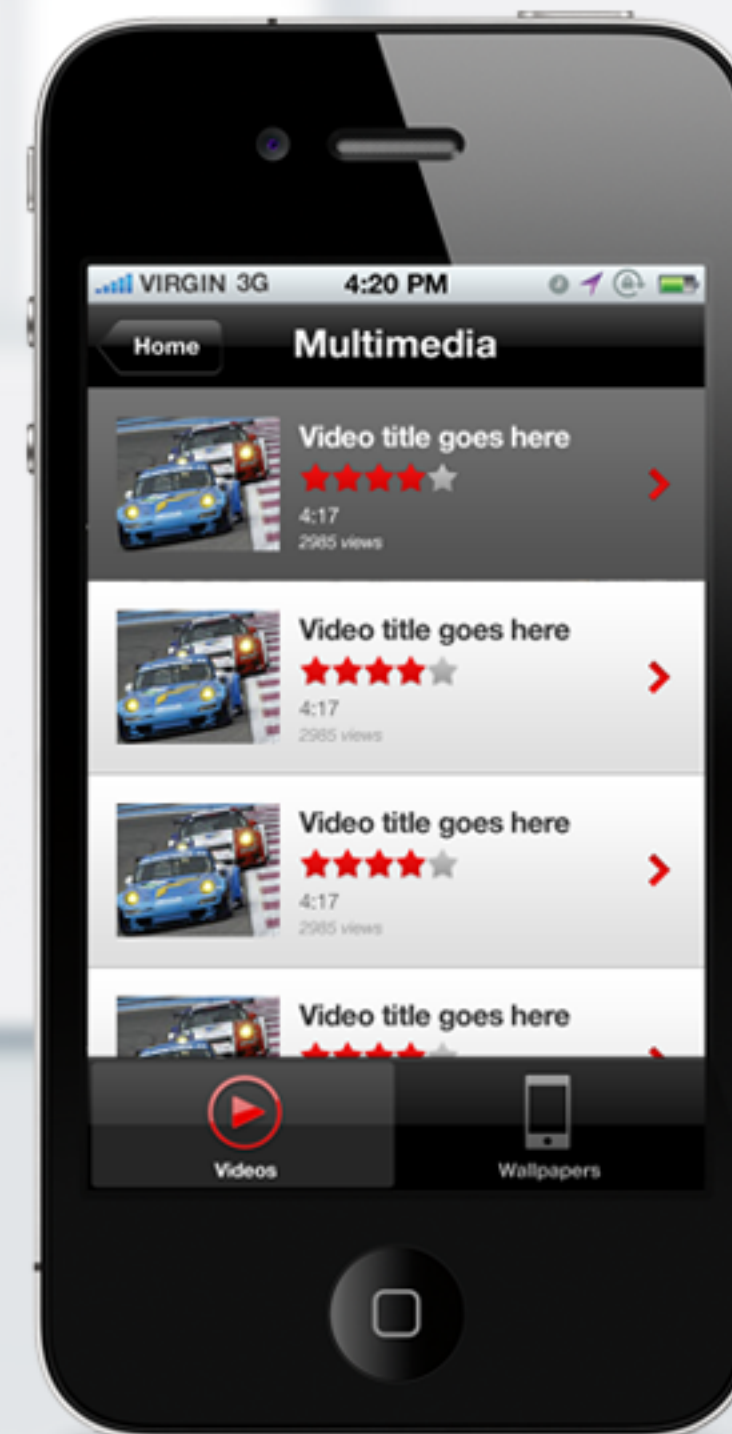 VIRGIN 3G 4:20 PM
Home Multimedia
Video title goes here
4:17
2985 views
Video title goes here
4:17
2985 views
Video title goes here
4:17
2985 views
Video title goes here
Videos Wallpapers